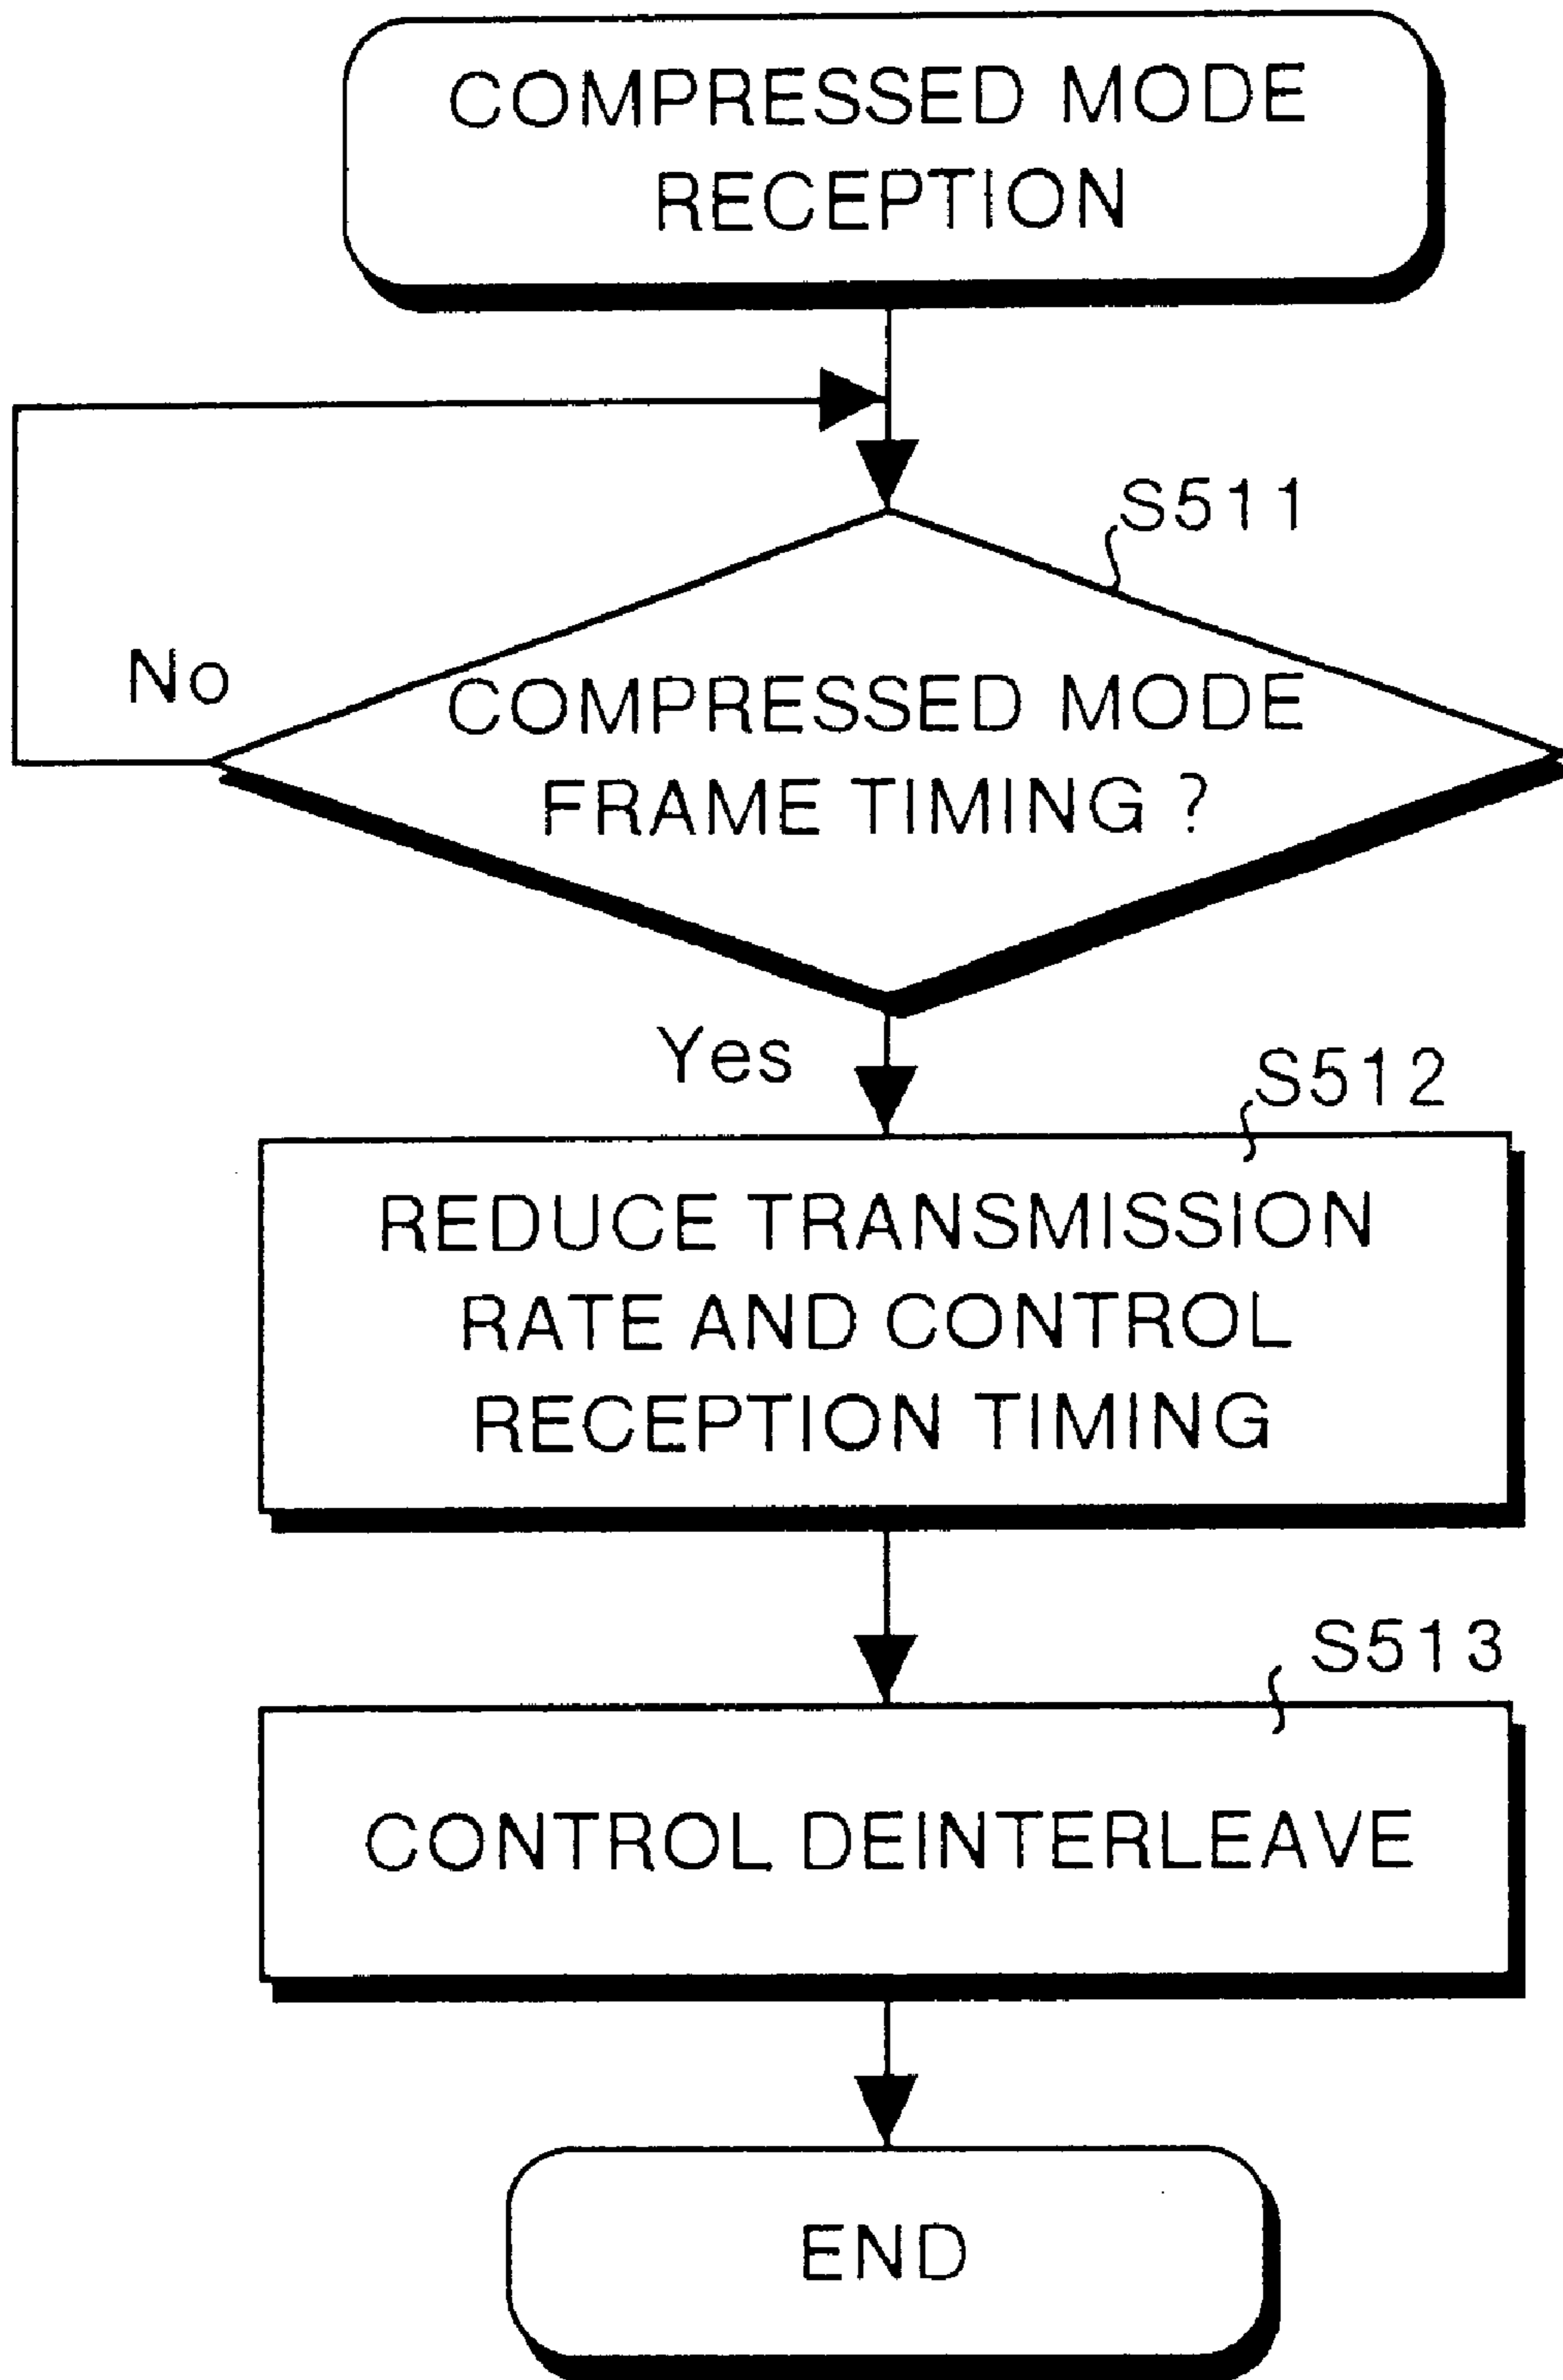 COMPRESSED MODE
RECEPTION
S511
No
COMPRESSED MODE
FRAME TIMING ?
Yes
S512
REDUCE TRANSMISSION
RATE AND CONTROL
RECEPTION TIMING
S513
CONTROL DEINTERLEAVE
END